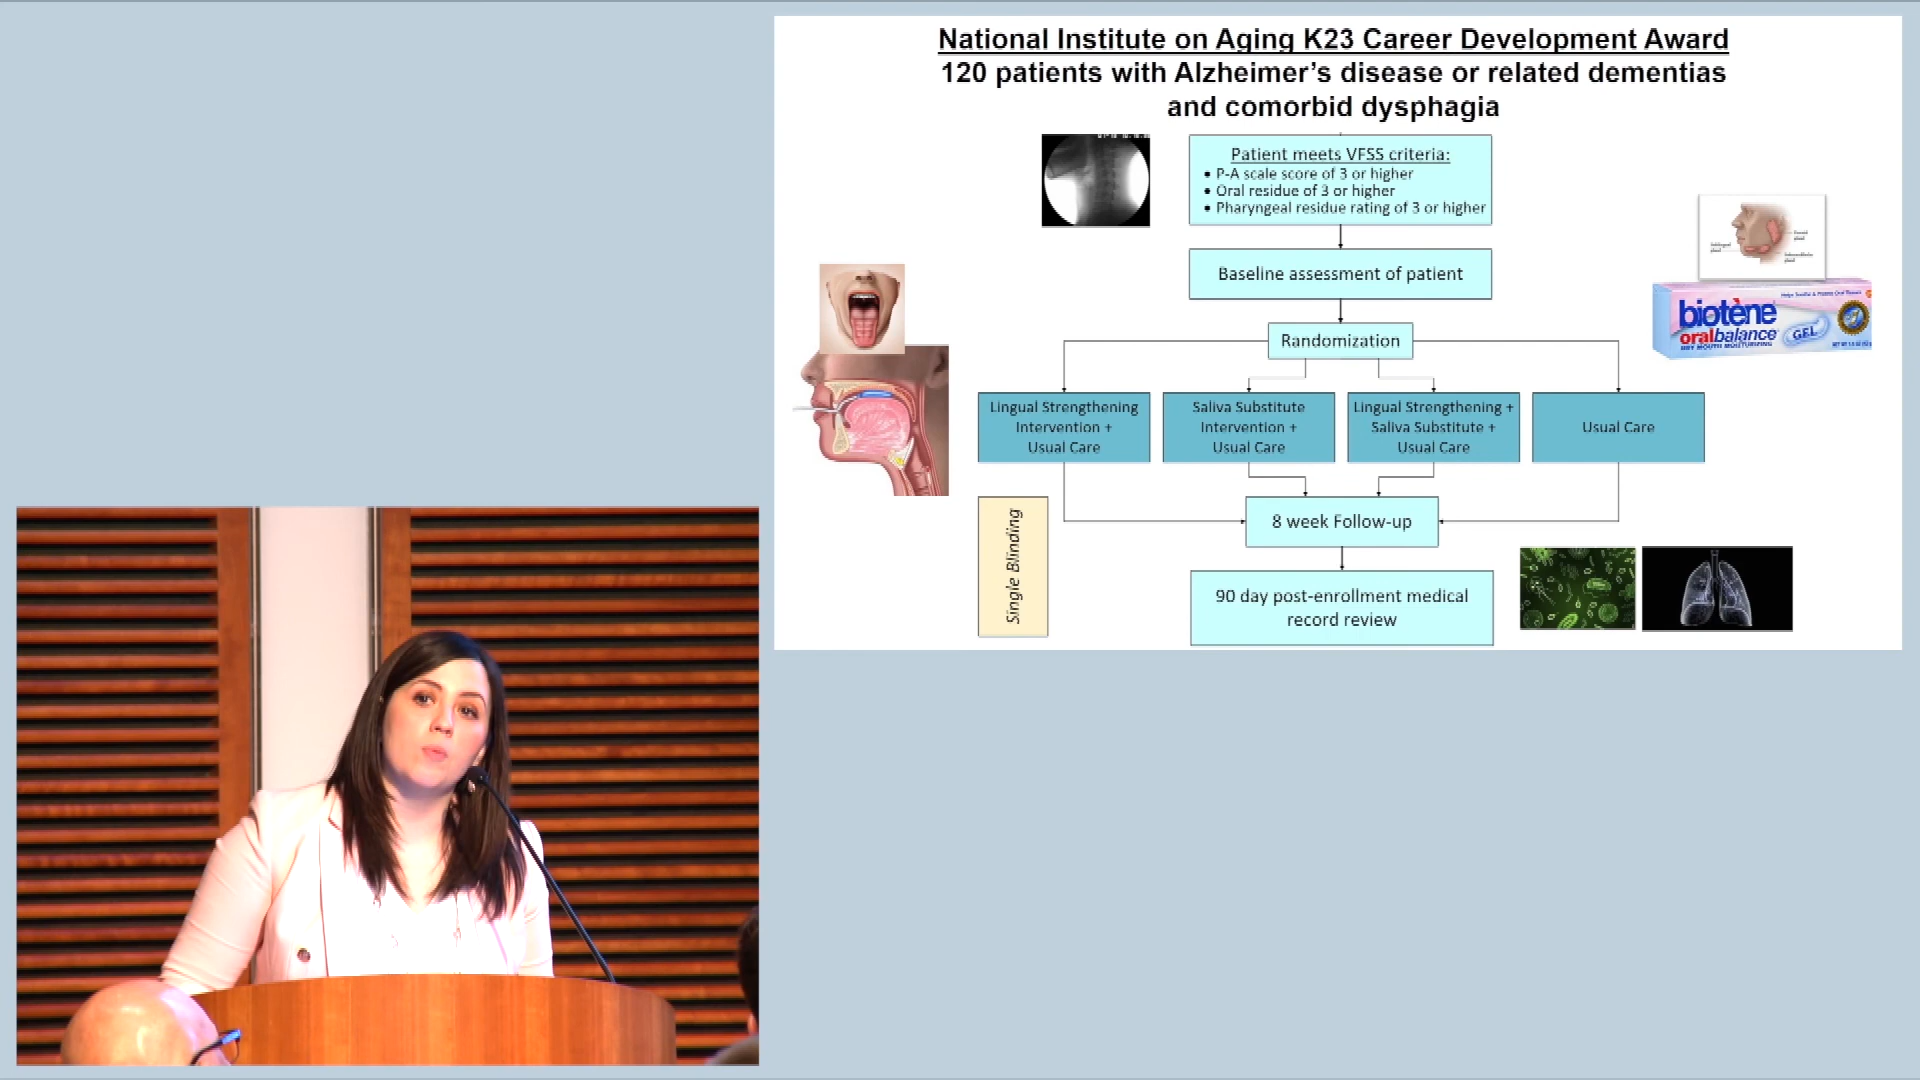 National Institute on Aging K23 Career Development Award
120 patients with Alzheimer's disease or related dementias
and comorbid dysphagia
Patient meets VFSS criteria:
• P-A scale score of 3 or higher
• Oral residue of 3 or higher
• Pharyngeal residue rating of 3 or higher
Baseline assessment of patient
Randomization
biotène
oralbalance
GEL
DRY MOUTH MOISTURIZING
Lingual Strengthening
Intervention +
Usual Care
Saliva Substitute
Intervention +
Usual Care
Lingual Strengthening +
Saliva Substitute +
Usual Care
Usual Care
Single Blinding
8 week Follow-up
90 day post-enrollment medical
record review